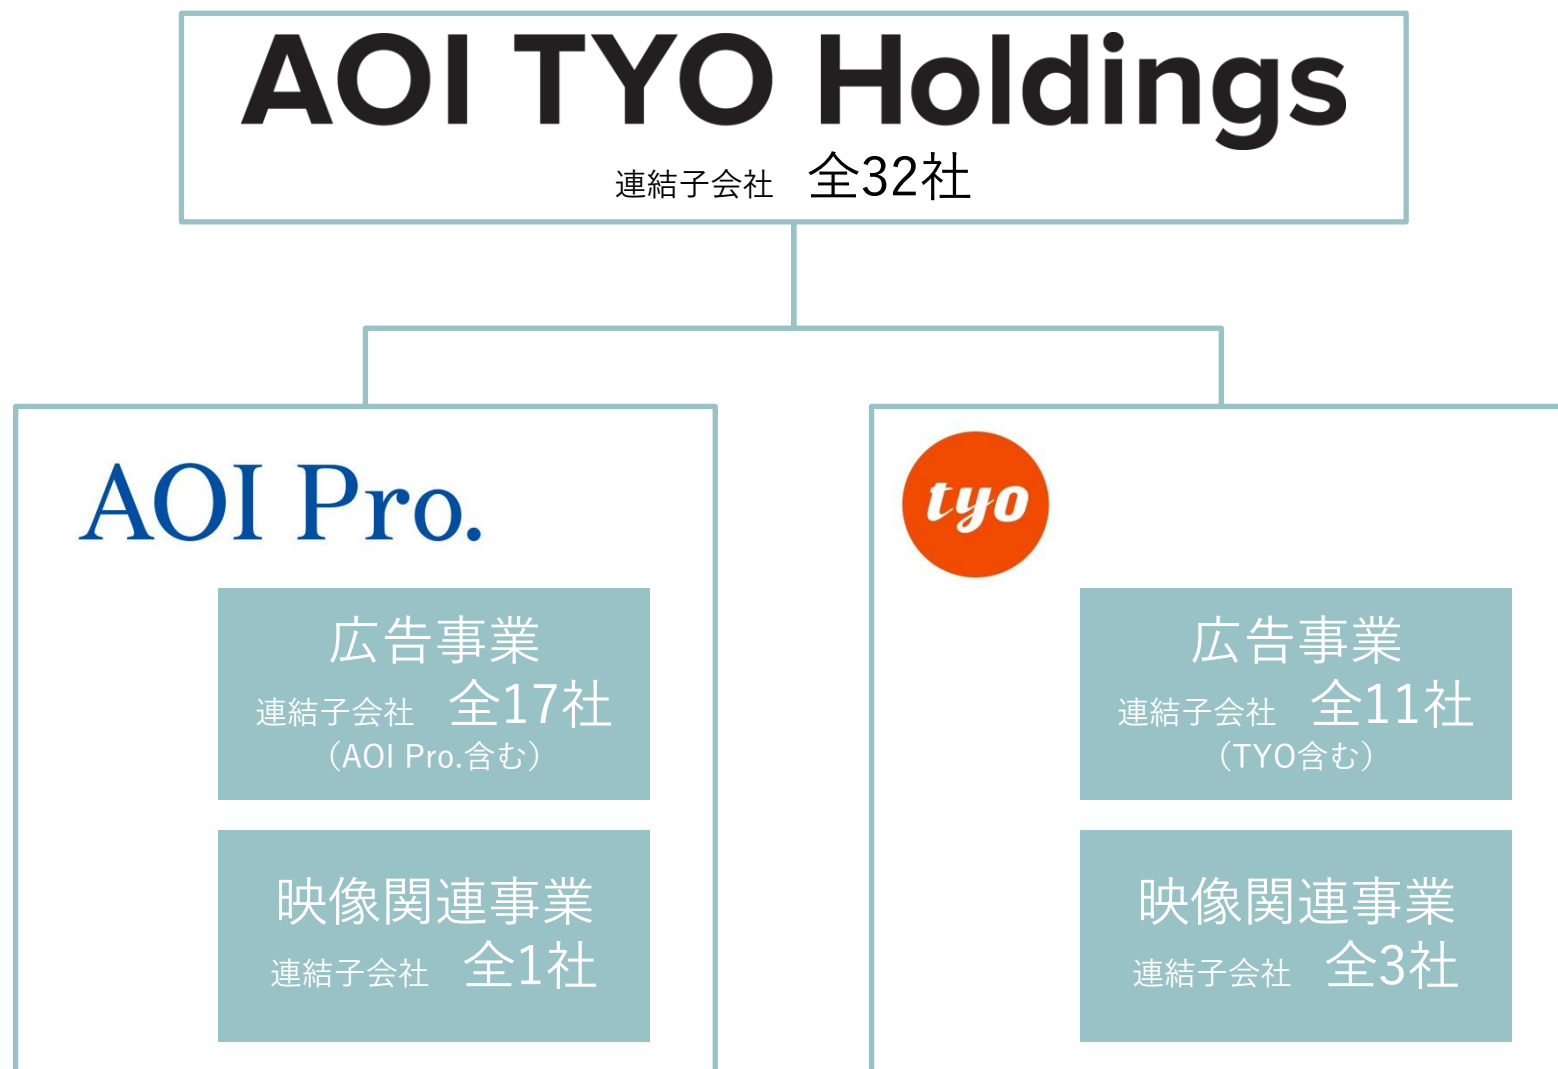 AOI TYO Holdings
連結子会社 全32社
AOI Pro.
広告事業
連結子会社 全17社
（AOI Pro.含む）
映像関連事業
連結子会社 全1社
tyo
広告事業
連結子会社 全11社
（TYO含む）
映像関連事業
連結子会社 全3社